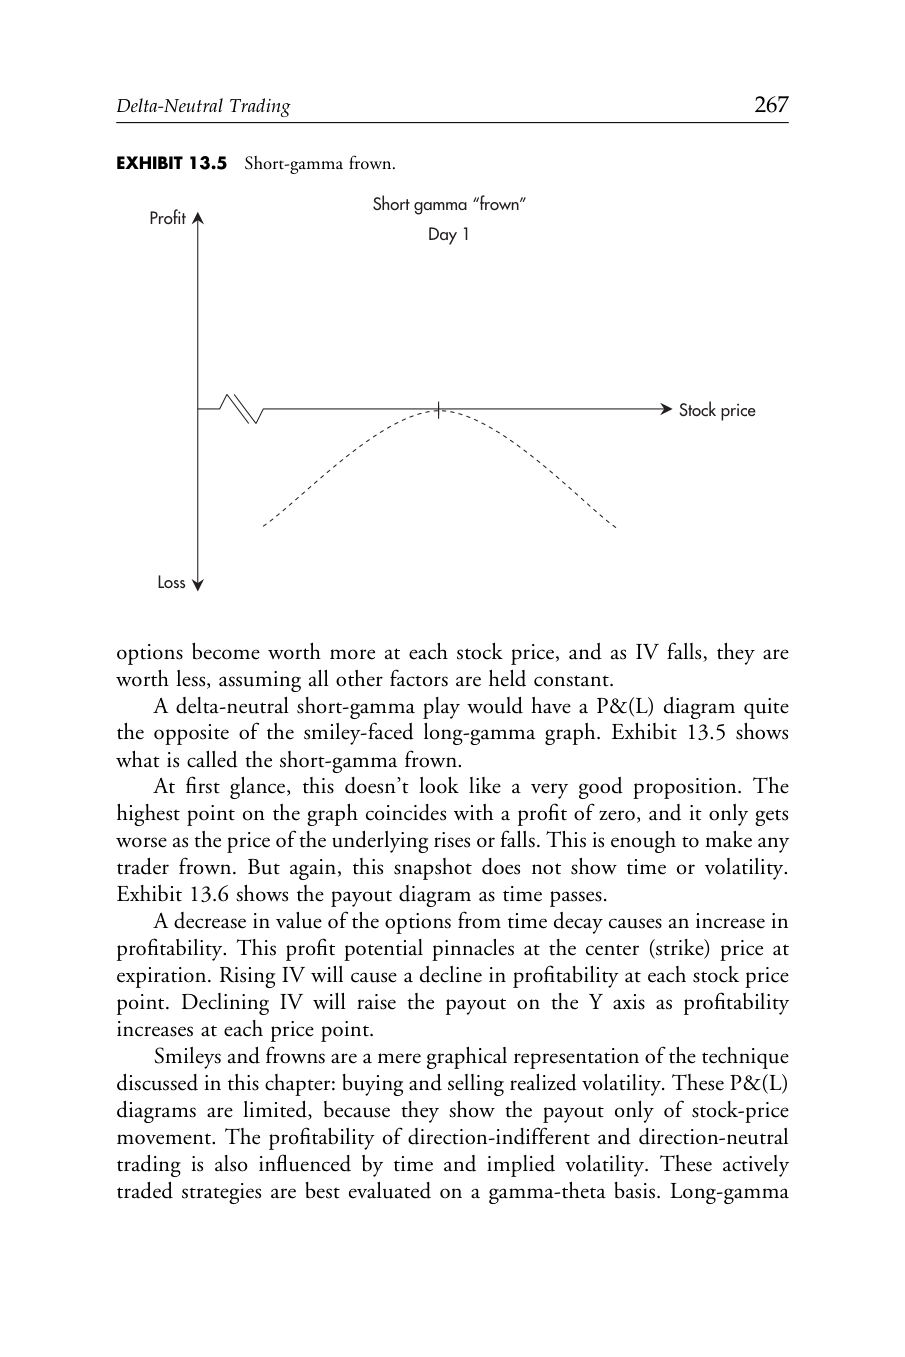 Delta-Neutral Trading 267
EXHIBIT 13.5 Short-gamma frown.
Short gamma “frown”
Day 1
Profit
Stock price
Loss
options become worth more at each stock price, and as IV falls, they are
worth less, assuming all other factors are held constant.
A delta-neutral short-gamma play would have a P&(L) diagram quite
the opposite of the smiley-faced long-gamma graph. Exhibit 13.5 shows
what is called the short-gamma frown.
At first glance, this doesn’t look like a very good proposition. The
highest point on the graph coincides with a profit of zero, and it only gets
worse as the price of the underlying rises or falls. This is enough to make any
trader frown. But again, this snapshot does not show time or volatility.
Exhibit 13.6 shows the payout diagram as time passes.
A decrease in value of the options from time decay causes an increase in
profitability. This profit potential pinnacles at the center (strike) price at
expiration. Rising IV will cause a decline in profitability at each stock price
point. Declining IV will raise the payout on the Y axis as profitability
increases at each price point.
Smileys and frowns are a mere graphical representation of the technique
discussed in this chapter: buying and selling realized volatility. These P&(L)
diagrams are limited, because they show the payout only of stock-price
movement. The profitability of direction-indifferent and direction-neutral
trading is also influenced by time and implied volatility. These actively
traded strategies are best evaluated on a gamma-theta basis. Long-gamma